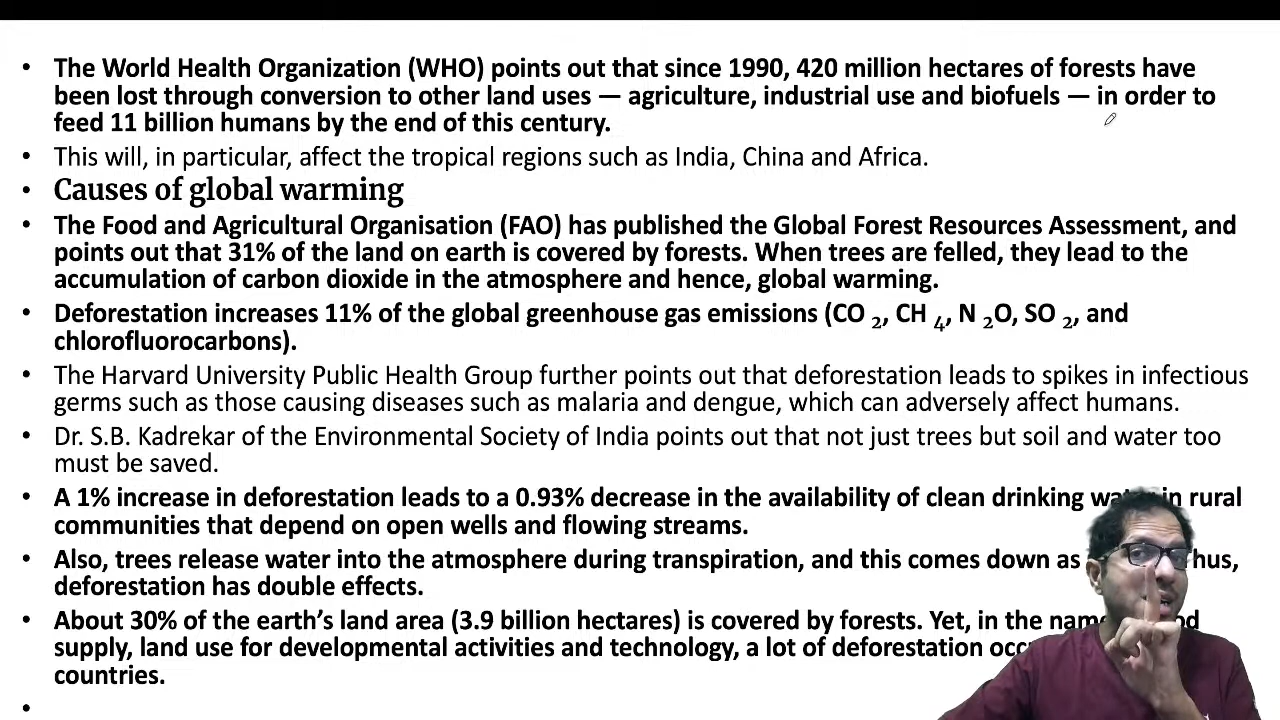 • The World Health Organization (WHO) points out that since 1990, 420 million hectares of forests have
been lost through conversion to other land uses — agriculture, industrial use and biofuels — in order to
feed 11 billion humans by the end of this century.
• This will, in particular, affect the tropical regions such as India, China and Africa.
• Causes of global warming
• The Food and Agricultural Organisation (FAO) has published the Global Forest Resources Assessment, and
points out that 31% of the land on earth is covered by forests. When trees are felled, they lead to the
accumulation of carbon dioxide in the atmosphere and hence, global warming.
• Deforestation increases 11% of the global greenhouse gas emissions (CO ₂, CH ₄, N ₂O, SO ₂, and
chlorofluorocarbons).
• The Harvard University Public Health Group further points out that deforestation leads to spikes in infectious
germs such as those causing diseases such as malaria and dengue, which can adversely affect humans.
• Dr. S.B. Kadrekar of the Environmental Society of India points out that not just trees but soil and water too
must be saved.
• A 1% increase in deforestation leads to a 0.93% decrease in the availability of clean drinking water in rural
communities that depend on open wells and flowing streams.
• Also, trees release water into the atmosphere during transpiration, and this comes down as hus,
deforestation has double effects.
• About 30% of the earth’s land area (3.9 billion hectares) is covered by forests. Yet, in the name
supply, land use for developmental activities and technology, a lot of deforestation
countries.
•